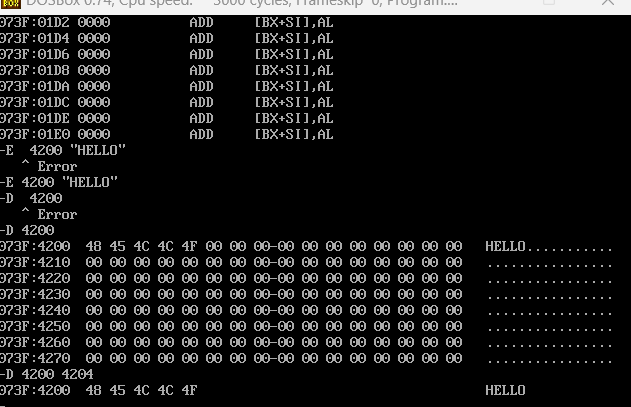 BOX DOSBox 0.74, Cpu speed: 3000 cycles, Frameskip 0, Program:...
073F:01D2 0000 ADD [BX+SI],AL
073F:01D4 0000 ADD [BX+SI],AL
073F:01D6 0000 ADD [BX+SI],AL
073F:01D8 0000 ADD [BX+SI],AL
073F:01DA 0000 ADD [BX+SI],AL
073F:01DC 0000 ADD [BX+SI],AL
073F:01DE 0000 ADD [BX+SI],AL
073F:01E0 0000 ADD [BX+SI],AL
-E  4200 "HELLO"
^ Error
-E 4200 "HELLO"
-D  4200
^ Error
-D 4200
073F:4200  48 45 4C 4C 4F 00 00 00-00 00 00 00 00 00 00 00   HELLO...........
073F:4210  00 00 00 00 00 00 00 00-00 00 00 00 00 00 00 00   ................
073F:4220  00 00 00 00 00 00 00 00-00 00 00 00 00 00 00 00   ................
073F:4230  00 00 00 00 00 00 00 00-00 00 00 00 00 00 00 00   ................
073F:4240  00 00 00 00 00 00 00 00-00 00 00 00 00 00 00 00   ................
073F:4250  00 00 00 00 00 00 00 00-00 00 00 00 00 00 00 00   ................
073F:4260  00 00 00 00 00 00 00 00-00 00 00 00 00 00 00 00   ................
073F:4270  00 00 00 00 00 00 00 00-00 00 00 00 00 00 00 00   ................
-D 4200 4204
073F:4200  48 45 4C 4C 4F   HELLO